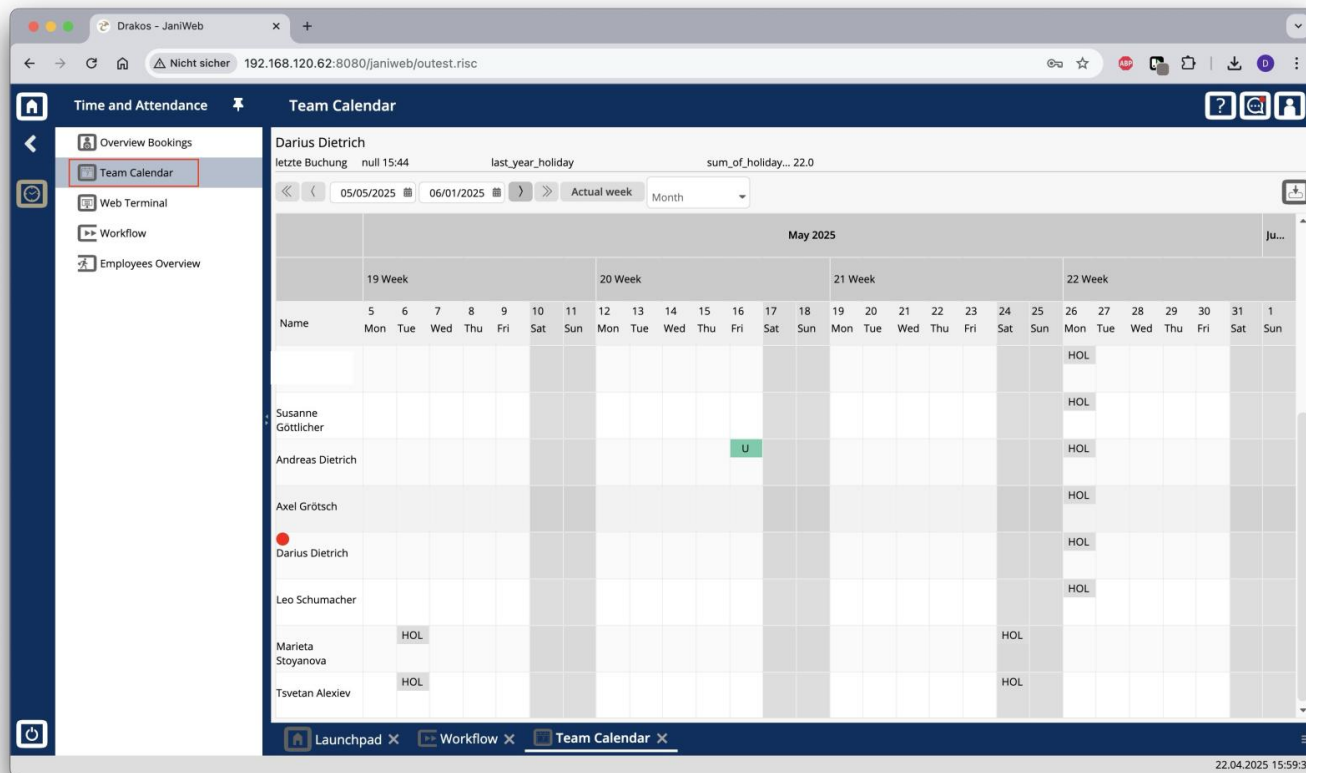 Drakos - JaniWeb
Nicht sicher 192.168.120.62:8080/janiweb/outest.risc
ABP
D
Time and Attendance
Team Calendar
?
Overview Bookings
Team Calendar
Web Terminal
Workflow
Employees Overview
Darius Dietrich
letzte Buchung null 15:44 last_year_holiday sum_of_holiday... 22.0
05/05/2025 06/01/2025 Actual week Month
May 2025 Ju...
19 Week 20 Week 21 Week 22 Week
Name
5 6 7 8 9 10 11 12 13 14 15 16 17 18 19 20 21 22 23 24 25 26 27 28 29 30 31 1
Mon Tue Wed Thu Fri Sat Sun Mon Tue Wed Thu Fri Sat Sun Mon Tue Wed Thu Fri Sat Sun Mon Tue Wed Thu Fri Sat Sun
HOL
Susanne
Göttlicher
HOL
Andreas Dietrich
U HOL
Axel Grötsch
HOL
Darius Dietrich
HOL
Leo Schumacher
HOL
Marieta
Stoyanova
HOL HOL
Tsvetan Alexiev
HOL HOL
Launchpad Workflow Team Calendar
22.04.2025 15:59:3